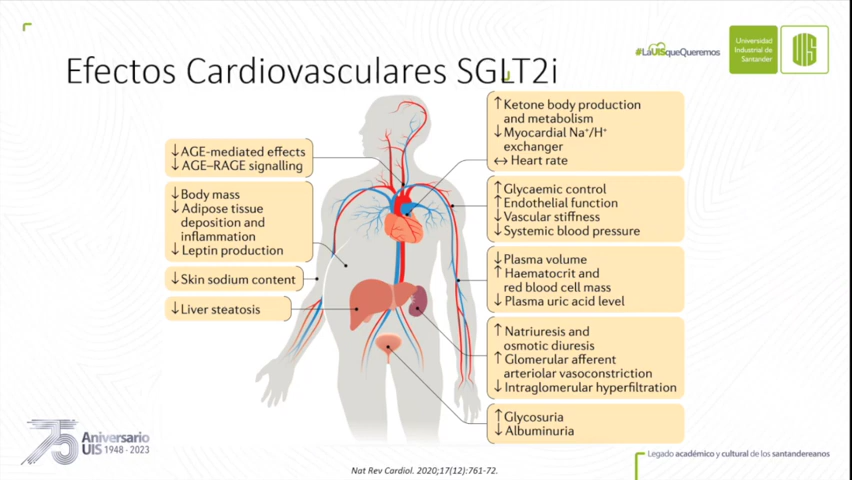 #LaUISqueQueremos
Universidad
Industrial de
Santander
UIS
Efectos Cardiovasculares SGLT2i
↓AGE-mediated effects
↓AGE–RAGE signalling
↓Body mass
↓Adipose tissue
deposition and
inflammation
↓Leptin production
↓Skin sodium content
↓Liver steatosis
↑Ketone body production
and metabolism
↓Myocardial Na⁺/H⁺
exchanger
↔Heart rate
↑Glycaemic control
↑Endothelial function
↓Vascular stiffness
↓Systemic blood pressure
↓Plasma volume
↑Haematocrit and
red blood cell mass
↓Plasma uric acid level
↑Natriuresis and
osmotic diuresis
↑Glomerular afferent
arteriolar vasoconstriction
↓Intraglomerular hyperfiltration
↑Glycosuria
↓Albuminuria
75 Aniversario
UIS 1948 - 2023
Nat Rev Cardiol. 2020;17(12):761-72.
Legado académico y cultural de los santandereanos